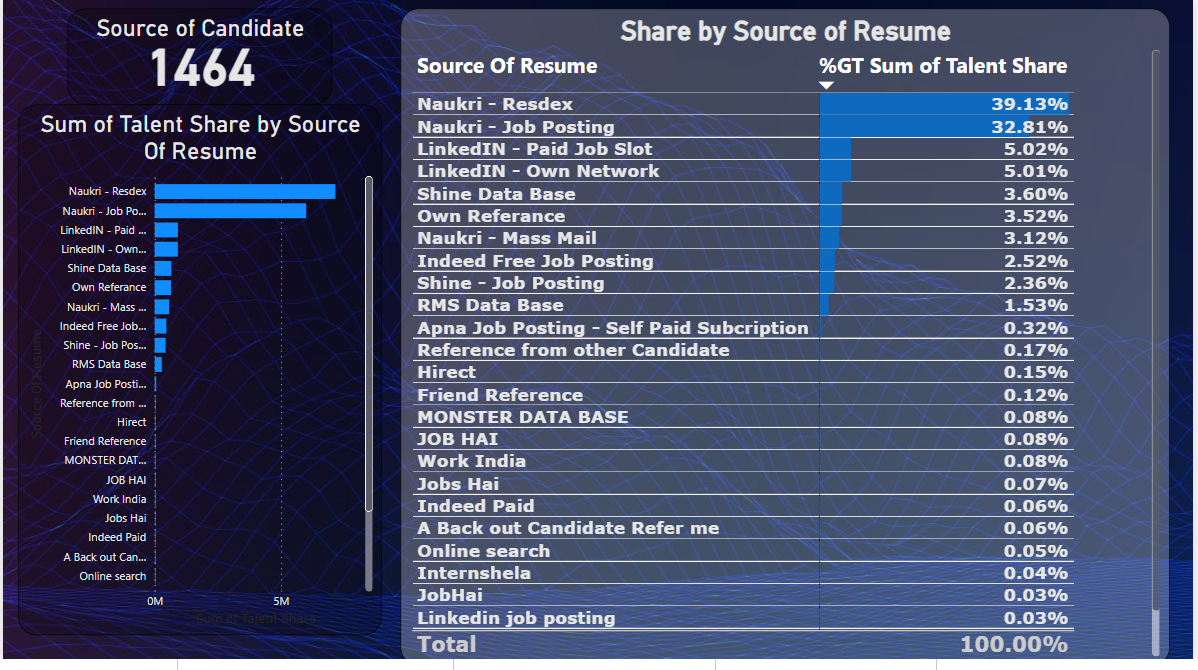 Source of Candidate
1464
Sum of Talent Share by Source
Of Resume
Naukri - Resdex
Naukri - Job Po...
LinkedIN - Paid ...
LinkedIN - Own...
Shine Data Base
Own Referance
Naukri - Mass ...
Indeed Free Job...
Shine - Job Pos...
RMS Data Base
Apna Job Posti...
Reference from ...
Hirect
Friend Reference
MONSTER DAT...
JOB HAI
Work India
Jobs Hai
Indeed Paid
A Back out Can...
Online search
Source Of Resume
0M 5M
Sum of Talent Share
Share by Source of Resume
Source Of Resume %GT Sum of Talent Share
Naukri - Resdex 39.13%
Naukri - Job Posting 32.81%
LinkedIN - Paid Job Slot 5.02%
LinkedIN - Own Network 5.01%
Shine Data Base 3.60%
Own Referance 3.52%
Naukri - Mass Mail 3.12%
Indeed Free Job Posting 2.52%
Shine - Job Posting 2.36%
RMS Data Base 1.53%
Apna Job Posting - Self Paid Subcription 0.32%
Reference from other Candidate 0.17%
Hirect 0.15%
Friend Reference 0.12%
MONSTER DATA BASE 0.08%
JOB HAI 0.08%
Work India 0.08%
Jobs Hai 0.07%
Indeed Paid 0.06%
A Back out Candidate Refer me 0.06%
Online search 0.05%
Internshela 0.04%
JobHai 0.03%
Linkedin job posting 0.03%
Total 100.00%